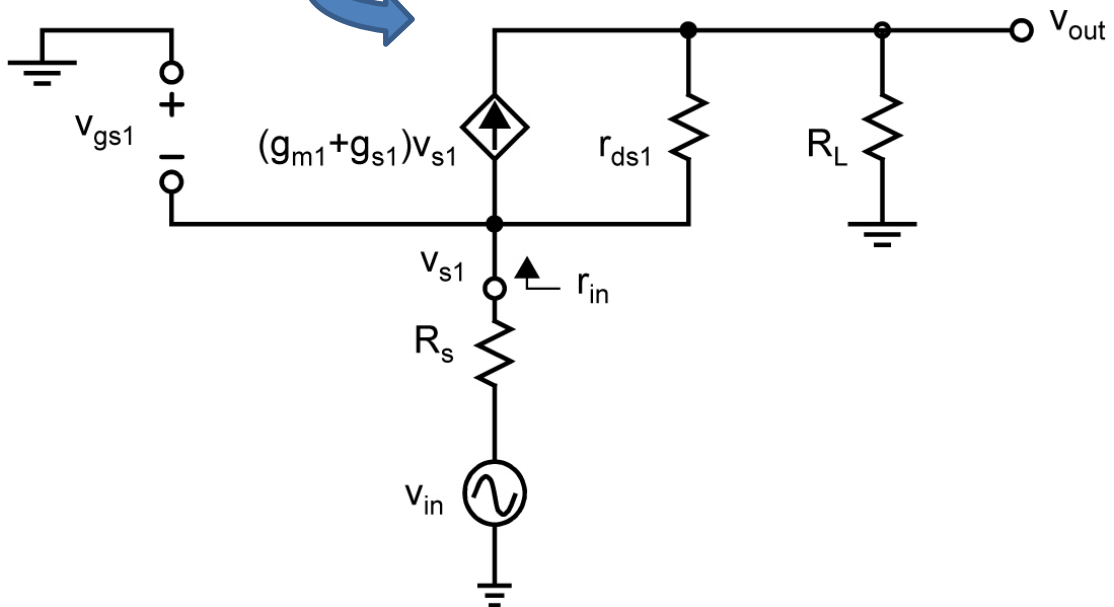 v_out
+
v_gs1
−
(g_m1+g_s1)v_s1
r_ds1
R_L
v_s1
r_in
R_s
v_in